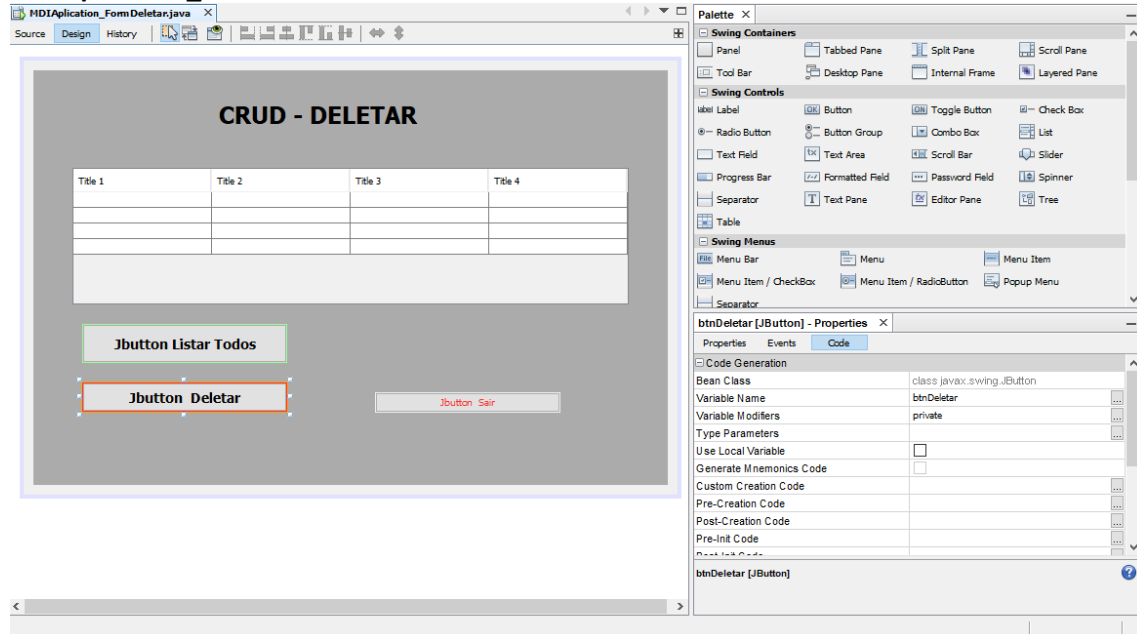 MDIAplication_FormDeletar.java
Source Design History
CRUD - DELETAR
Title 1 Title 2 Title 3 Title 4
Jbutton Listar Todos
Jbutton Deletar
Jbutton Sair
Palette
Swing Containers
Panel Tabbed Pane Split Pane Scroll Pane
Tool Bar Desktop Pane Internal Frame Layered Pane
Swing Controls
label Label OK Button ON Toggle Button Check Box
Radio Button Button Group Combo Box List
Text Field Text Area Scroll Bar Slider
Progress Bar Formatted Field Password Field Spinner
Separator T Text Pane Editor Pane Tree
Table
Swing Menus
File Menu Bar Menu Menu Item
Menu Item / CheckBox Menu Item / RadioButton Popup Menu
Separator
btnDeletar [JButton] - Properties
Properties Events Code
Code Generation
Bean Class class javax.swing.JButton
Variable Name btnDeletar ...
Variable Modifiers private ...
Type Parameters ...
Use Local Variable
Generate Mnemonics Code
Custom Creation Code ...
Pre-Creation Code ...
Post-Creation Code ...
Pre-Init Code ...
btnDeletar [JButton]